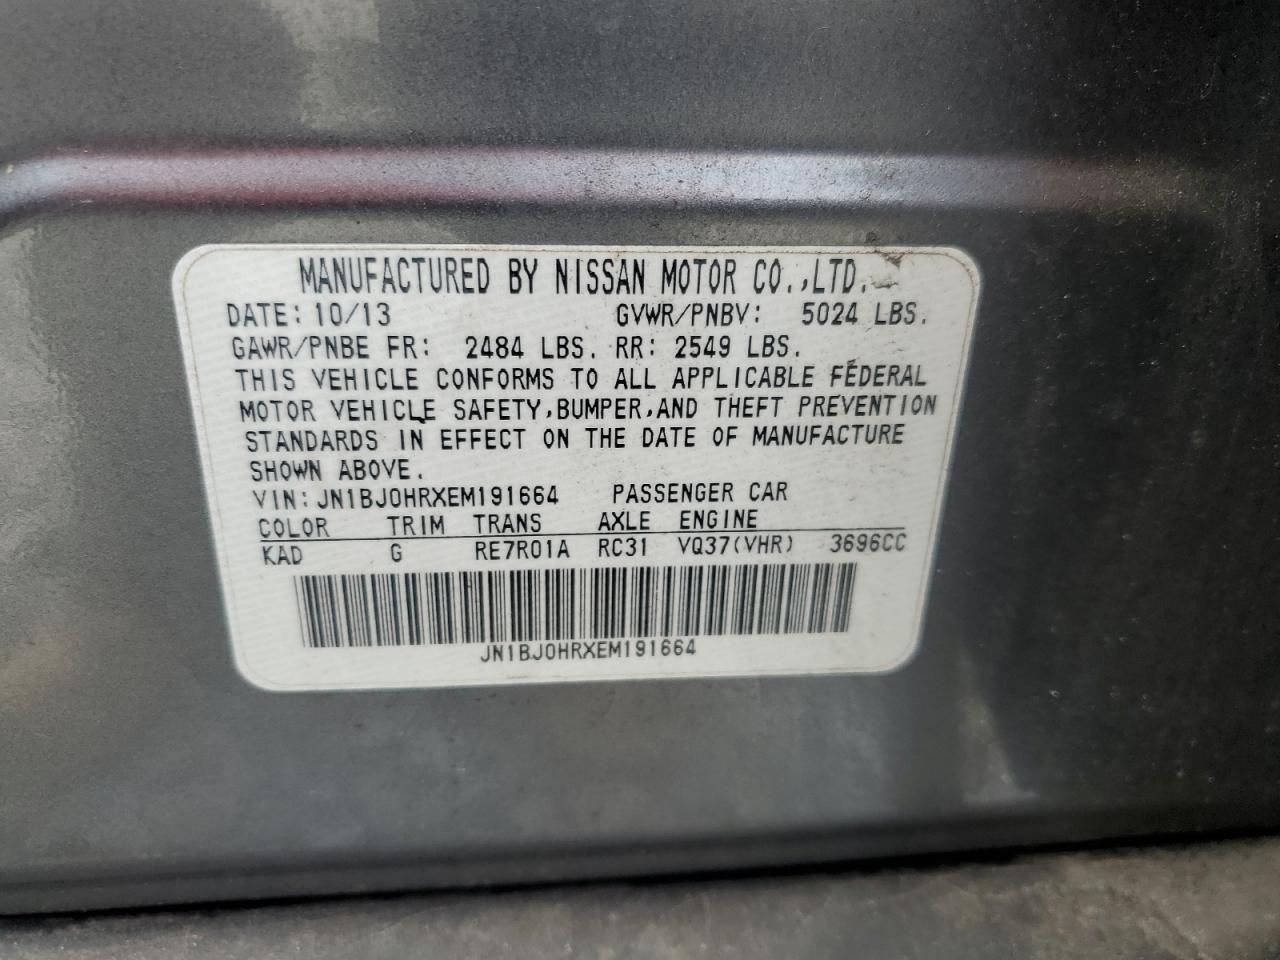 MANUFACTURED BY NISSAN MOTOR CO.,LTD.
DATE: 10/13 GVWR/PNBV: 5024 LBS.
GAWR/PNBE FR: 2484 LBS. RR: 2549 LBS.
THIS VEHICLE CONFORMS TO ALL APPLICABLE FEDERAL
MOTOR VEHICLE SAFETY,BUMPER,AND THEFT PREVENTION
STANDARDS IN EFFECT ON THE DATE OF MANUFACTURE
SHOWN ABOVE.
VIN: JN1BJ0HRXEM191664 PASSENGER CAR
COLOR TRIM TRANS AXLE ENGINE
KAD G RE7R01A RC31 VQ37(VHR) 3696CC
JN1BJ0HRXEM191664